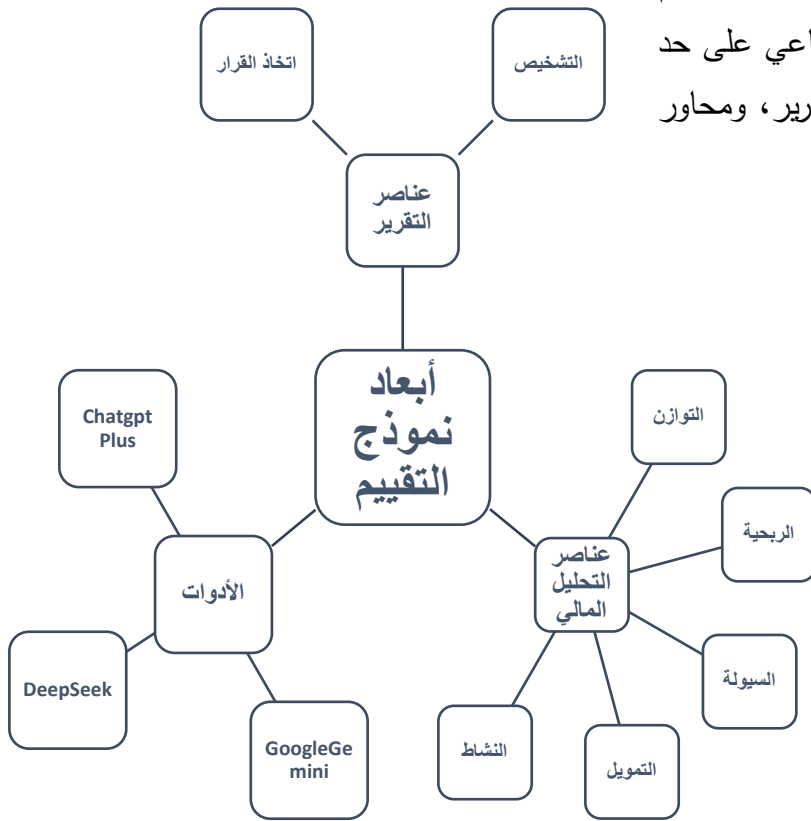 اعي على حد
رير، ومحاور
التشخيص
اتخاذ القرار
عناصر
التقرير
أبعاد
نموذج
التقييم
التوازن
الربحية
عناصر
التحليل
المالي
السيولة
التمويل
النشاط
Chatgpt
Plus
الأدوات
DeepSeek
GoogleGe
mini